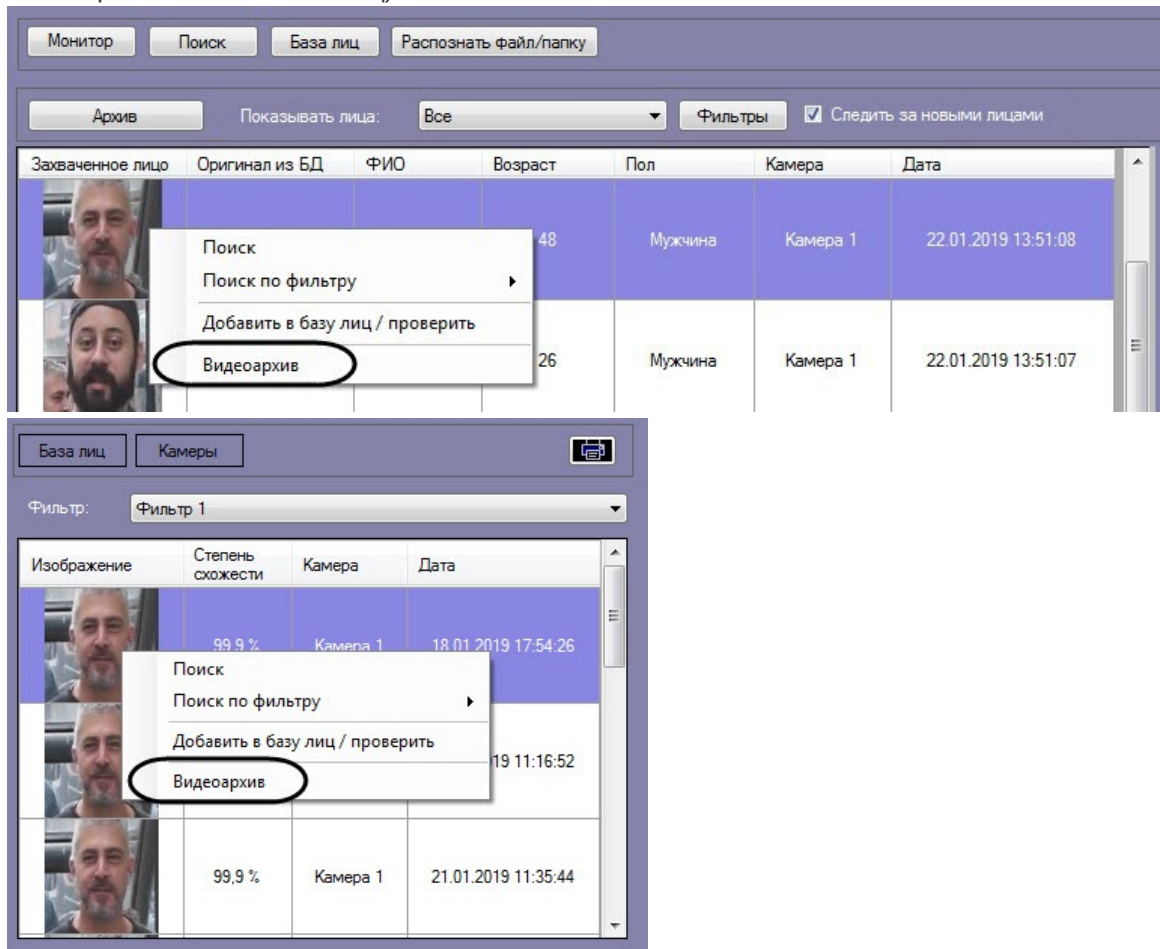 Монитор Поиск База лиц Распознать файл/папку
Архив Показывать лица: Все Фильтры Следить за новыми лицами
Захваченное лицо Оригинал из БД ФИО Возраст Пол Камера Дата
48 Мужчина Камера 1 22.01.2019 13:51:08
Поиск
Поиск по фильтру
Добавить в базу лиц / проверить
26 Мужчина Камера 1 22.01.2019 13:51:07
Видеоархив
База лиц Камеры
Фильтр: Фильтр 1
Изображение Степень схожести Камера Дата
99,9 % Камера 1 18.01.2019 17:54:26
Поиск
Поиск по фильтру
Добавить в базу лиц / проверить
19 11:16:52
Видеоархив
99,9 % Камера 1 21.01.2019 11:35:44